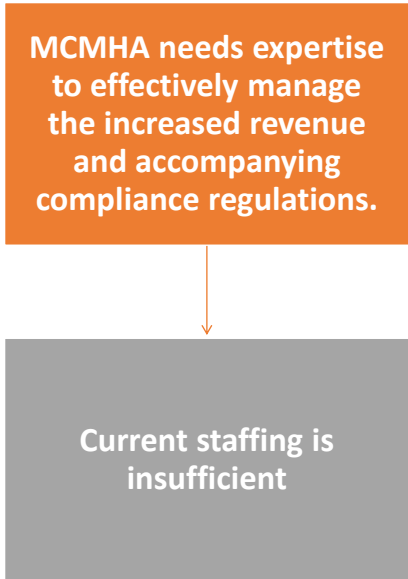 MCMHA needs expertise
to effectively manage
the increased revenue
and accompanying
compliance regulations.
Current staffing is
insufficient